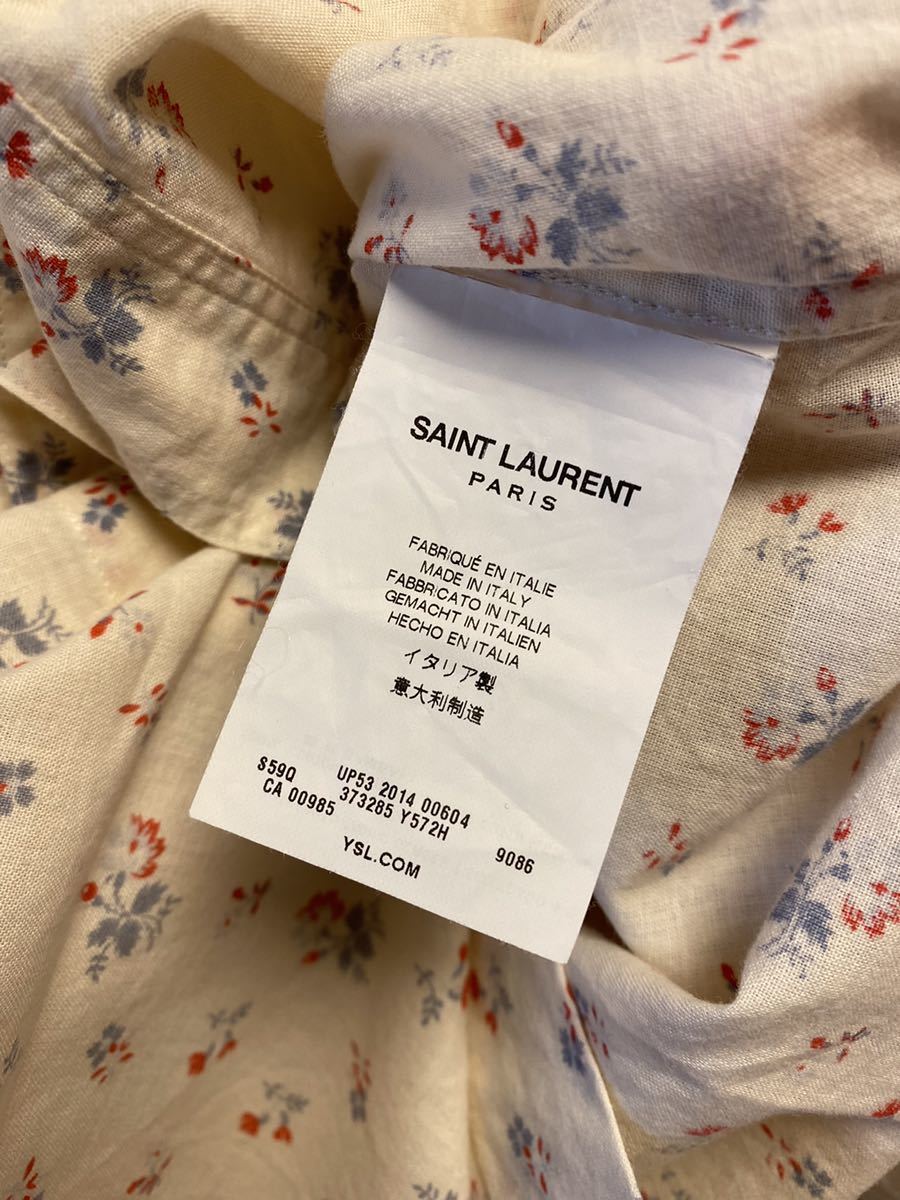 SAINT LAURENT
PARIS
FABRIQUÉ EN ITALIE
MADE IN ITALY
FABBRICATO IN ITALIA
GEMACHT IN ITALIEN
HECHO EN ITALIA
イタリア製
意大利制造
S59Q UP53 2014 00604
CA 00985 373285 Y572H 9086
YSL.COM